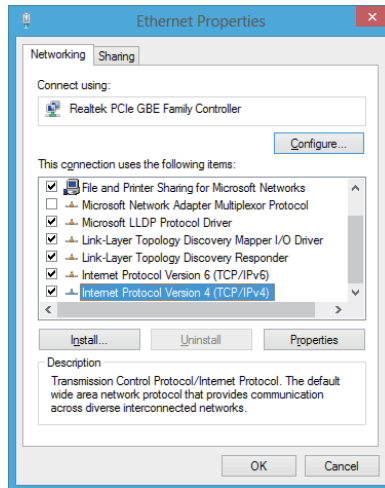 Ethernet Properties
Networking
Sharing
Connect using:
Realtek PCIe GBE Family Controller
Configure...
This connection uses the following items:
File and Printer Sharing for Microsoft Networks
Microsoft Network Adapter Multiplexor Protocol
Microsoft LLDP Protocol Driver
Link-Layer Topology Discovery Mapper I/O Driver
Link-Layer Topology Discovery Responder
Internet Protocol Version 6 (TCP/IPv6)
Internet Protocol Version 4 (TCP/IPv4)
Install...
Uninstall
Properties
Description
Transmission Control Protocol/Internet Protocol. The default
wide area network protocol that provides communication
across diverse interconnected networks.
OK
Cancel